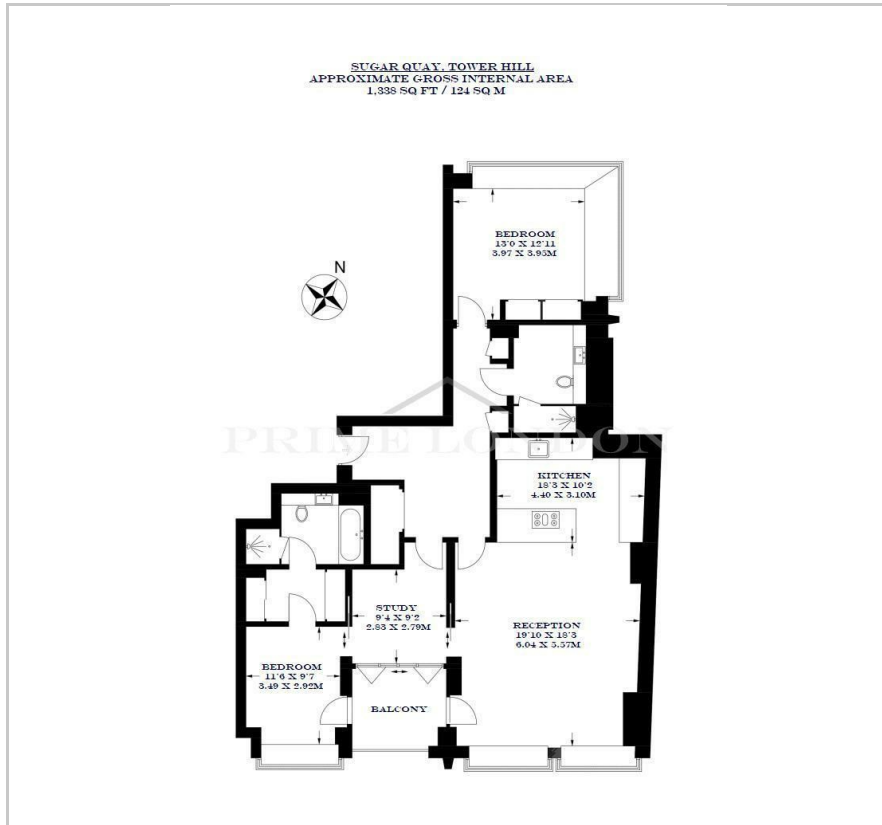 SUGAR QUAY, TOWER HILL
APPROXIMATE GROSS INTERNAL AREA
1,338 SQ FT / 124 SQ M
BEDROOM
13'0 X 12'11
3.97 X 3.95M
N
PRIME LONDON
KITCHEN
18'3 X 10'2
4.40 X 3.10M
STUDY
9'4 X 9'2
2.83 X 2.79M
RECEPTION
19'10 X 18'3
6.04 X 5.57M
BEDROOM
11'6 X 9'7
3.49 X 2.92M
BALCONY